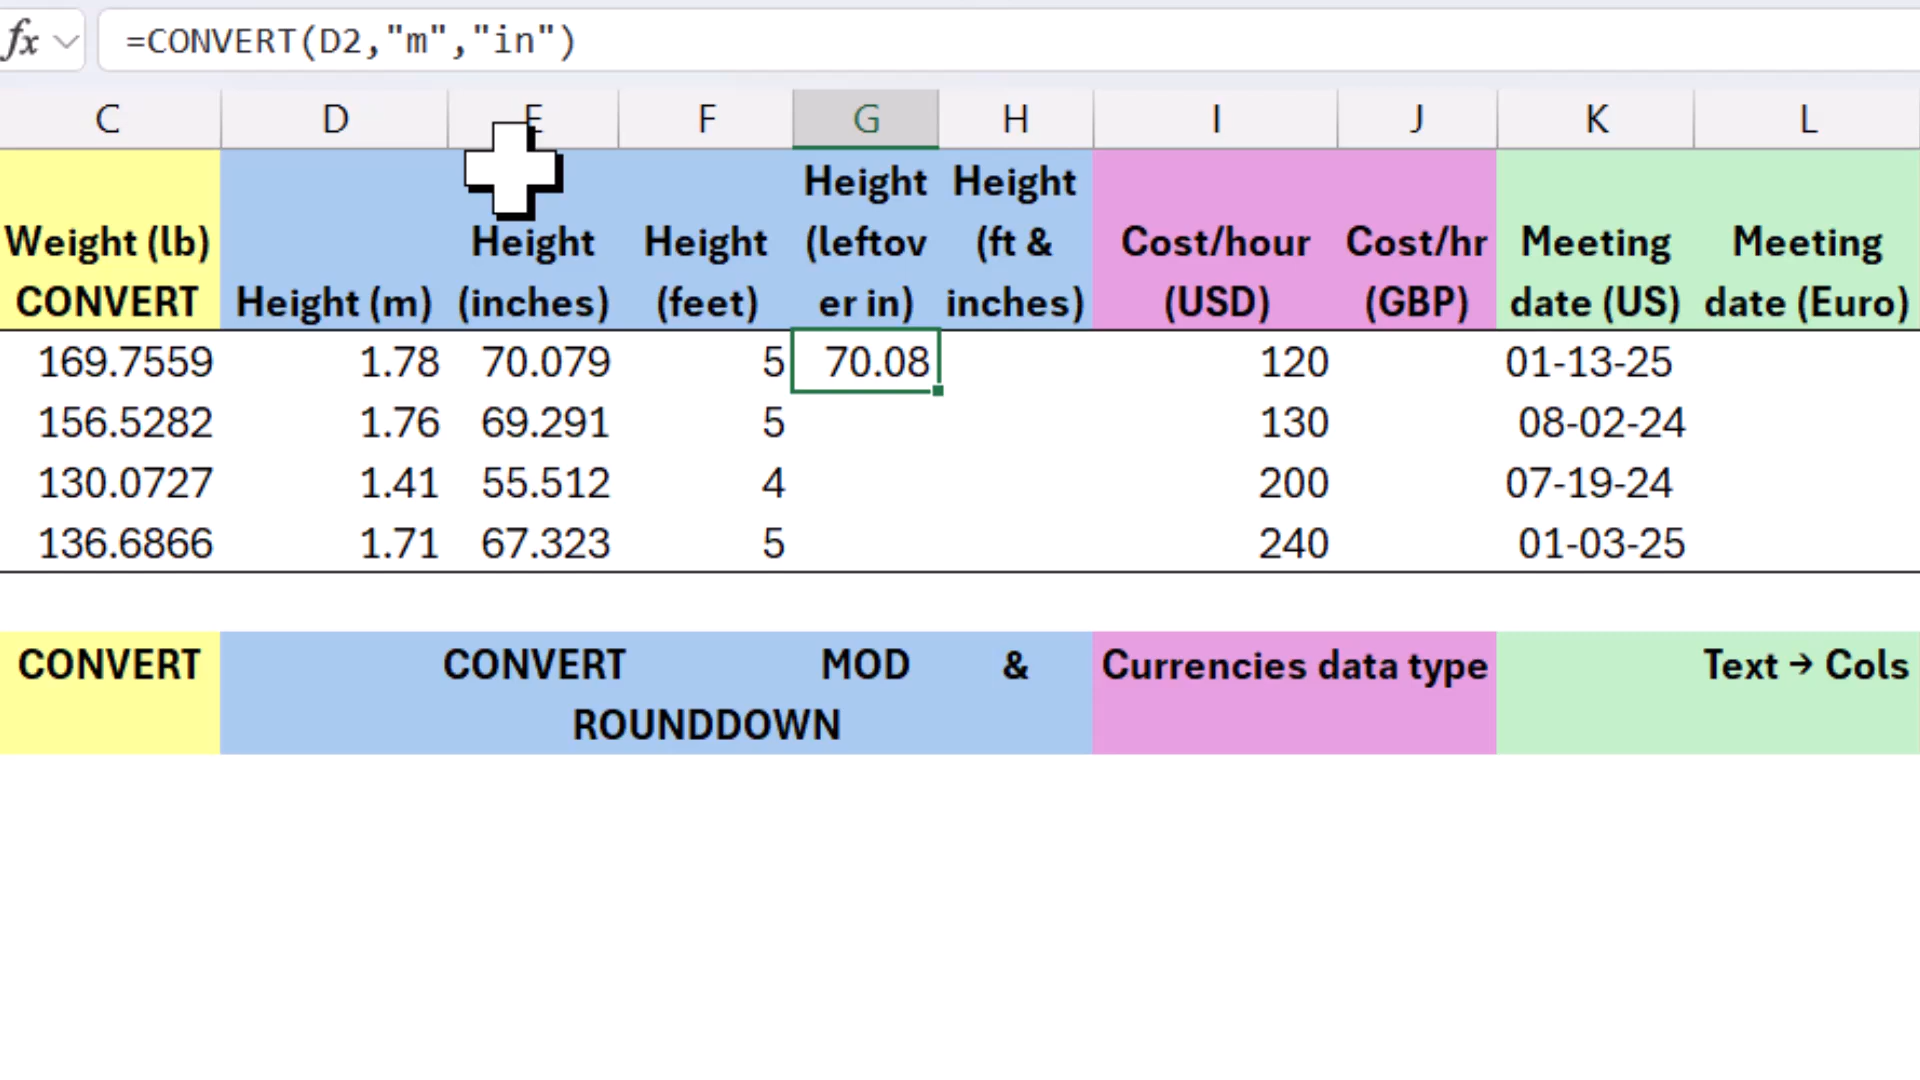 fx =CONVERT(D2,"m","in")
C D E F G H I J K L
Height Height
Weight (lb) Height Height (leftov (ft & Cost/hour Cost/hr Meeting Meeting
CONVERT Height (m) (inches) (feet) er in) inches) (USD) (GBP) date (US) date (Euro)
169.7559 1.78 70.079 5 70.08 120 01-13-25
156.5282 1.76 69.291 5 130 08-02-24
130.0727 1.41 55.512 4 200 07-19-24
136.6866 1.71 67.323 5 240 01-03-25
CONVERT CONVERT MOD & Currencies data type Text → Cols
ROUNDDOWN